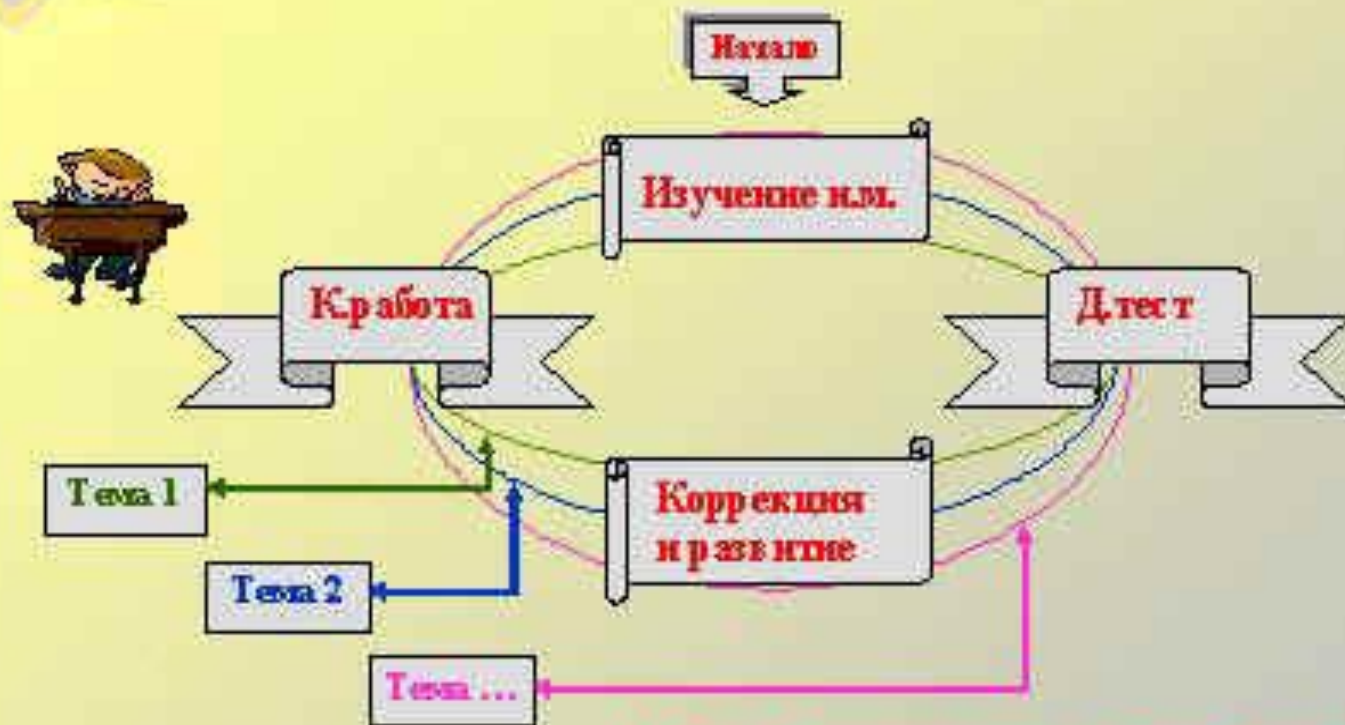 Начало
Изучение н.м.
К.работа
Д.тест
Коррекция
и развитие
Тема 1
Тема 2
Тема ...